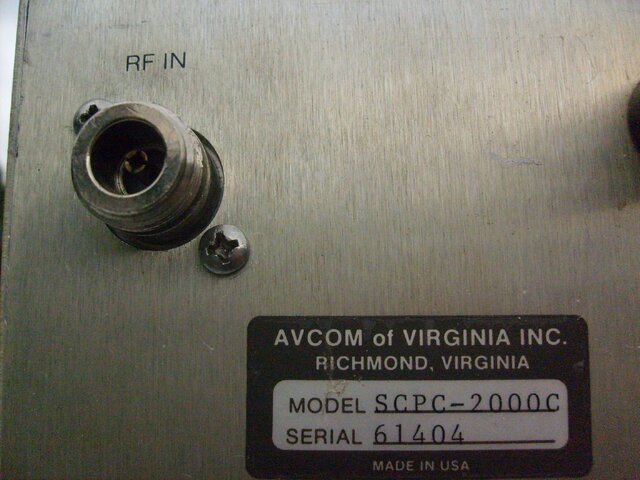 RF IN
AVCOM of VIRGINIA INC.
RICHMOND, VIRGINIA
MODEL SCPC-2000C
SERIAL 61404
MADE IN USA